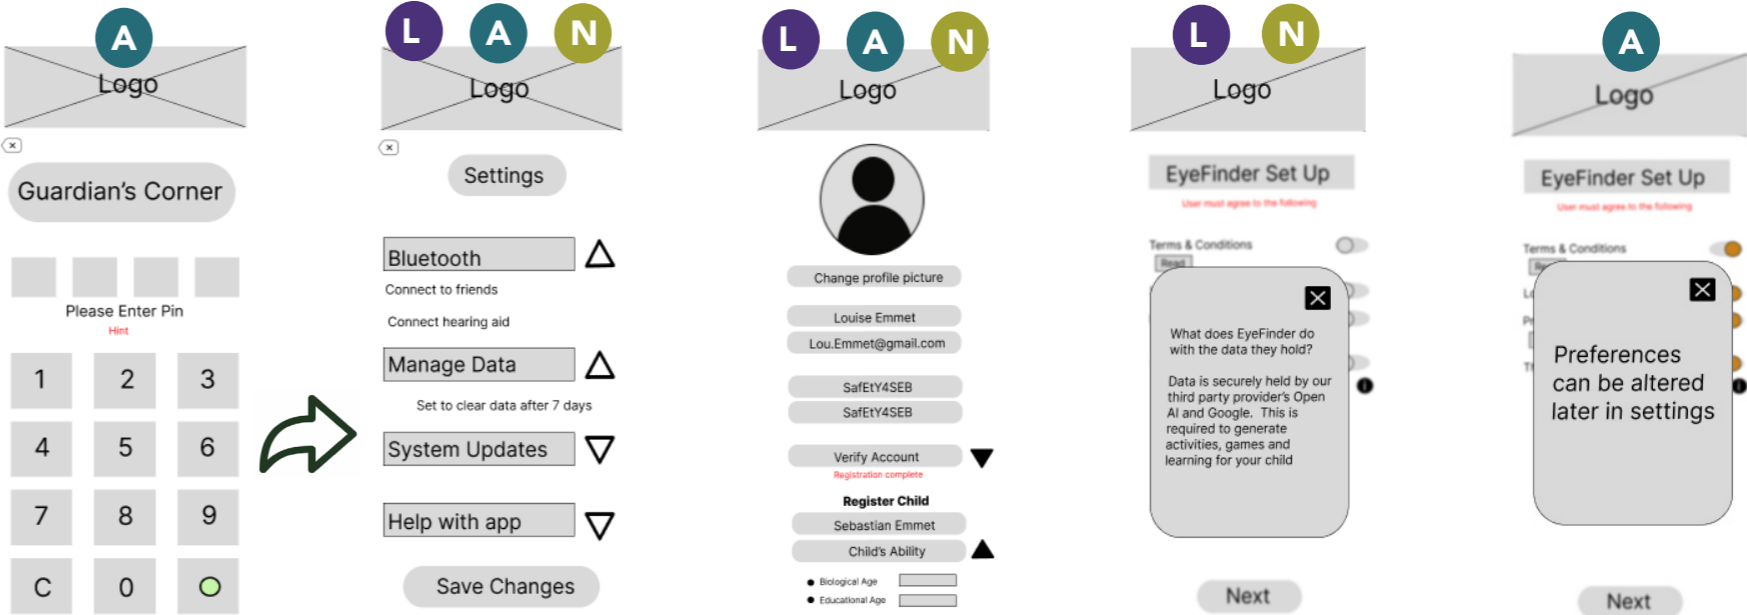 A
Logo
Guardian's Corner
Please Enter Pin
Hint
1 2 3
4 5 6
7 8 9
C 0
L A N
Logo
Settings
Bluetooth
Connect to friends
Connect hearing aid
Manage Data
Set to clear data after 7 days
System Updates
Help with app
Save Changes
L A N
Logo
Change profile picture
Louise Emmet
Lou.Emmet@gmail.com
SafEtY4SEB
SafEtY4SEB
Verify Account
Registration complete
Register Child
Sebastian Emmet
Child's Ability
Biological Age
Educational Age
L N
Logo
EyeFinder Set Up
User must agree to the following
Terms & Conditions
Read
What does EyeFinder do
with the data they hold?
Data is securely held by our
third party provider's Open
AI and Google. This is
required to generate
activities, games and
learning for your child
Next
A
Logo
EyeFinder Set Up
User must agree to the following
Terms & Conditions
Preferences
can be altered
later in settings
Next